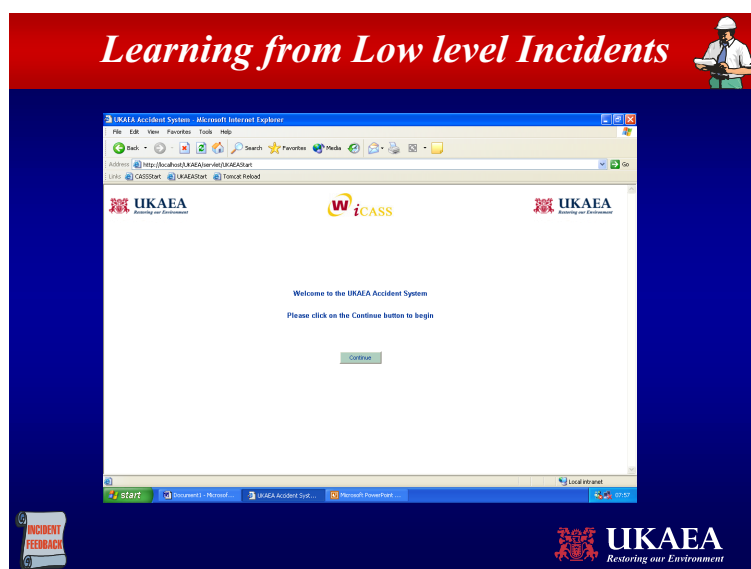 Learning from Low level Incidents
UKAEA Accident System - Microsoft Internet Explorer
File Edit View Favorites Tools Help
Back Search Favorites Media
Address http://localhost/UKAEA/servlet/UKAEAStart Go
Links CASSStart UKAEAStart Tomcat Reload
UKAEA
Restoring our Environment
WiCASS
UKAEA
Restoring our Environment
Welcome to the UKAEA Accident System
Please click on the Continue button to begin
Continue
Local intranet
start Document1 - Microsof... UKAEA Accident Syst... Microsoft PowerPoint ... 07:57
INCIDENT
FEEDBACK
UKAEA
Restoring our Environment